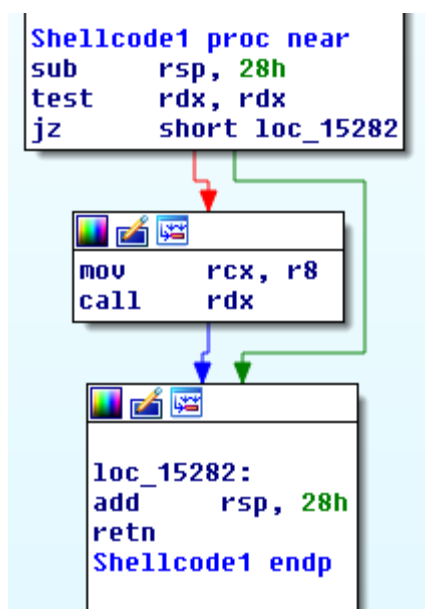 Shellcode1 proc near
sub rsp, 28h
test rdx, rdx
jz short loc_15282
mov rcx, r8
call rdx
loc_15282:
add rsp, 28h
retn
Shellcode1 endp